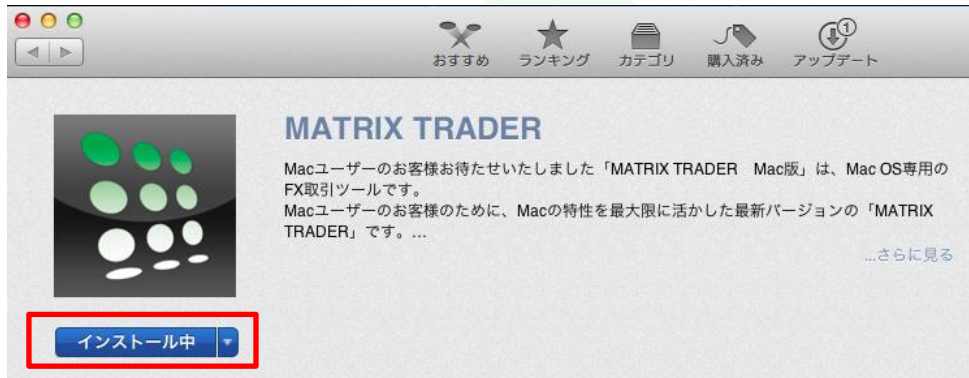 1
おすすめ ランキング カテゴリ 購入済み アップデート
MATRIX TRADER
Macユーザーのお客様お待たせいたしました「MATRIX TRADER　Mac版」は、Mac OS専用の
FX取引ツールです。
Macユーザーのお客様のために、Macの特性を最大限に活かした最新バージョンの「MATRIX
TRADER」です。...
...さらに見る
インストール中